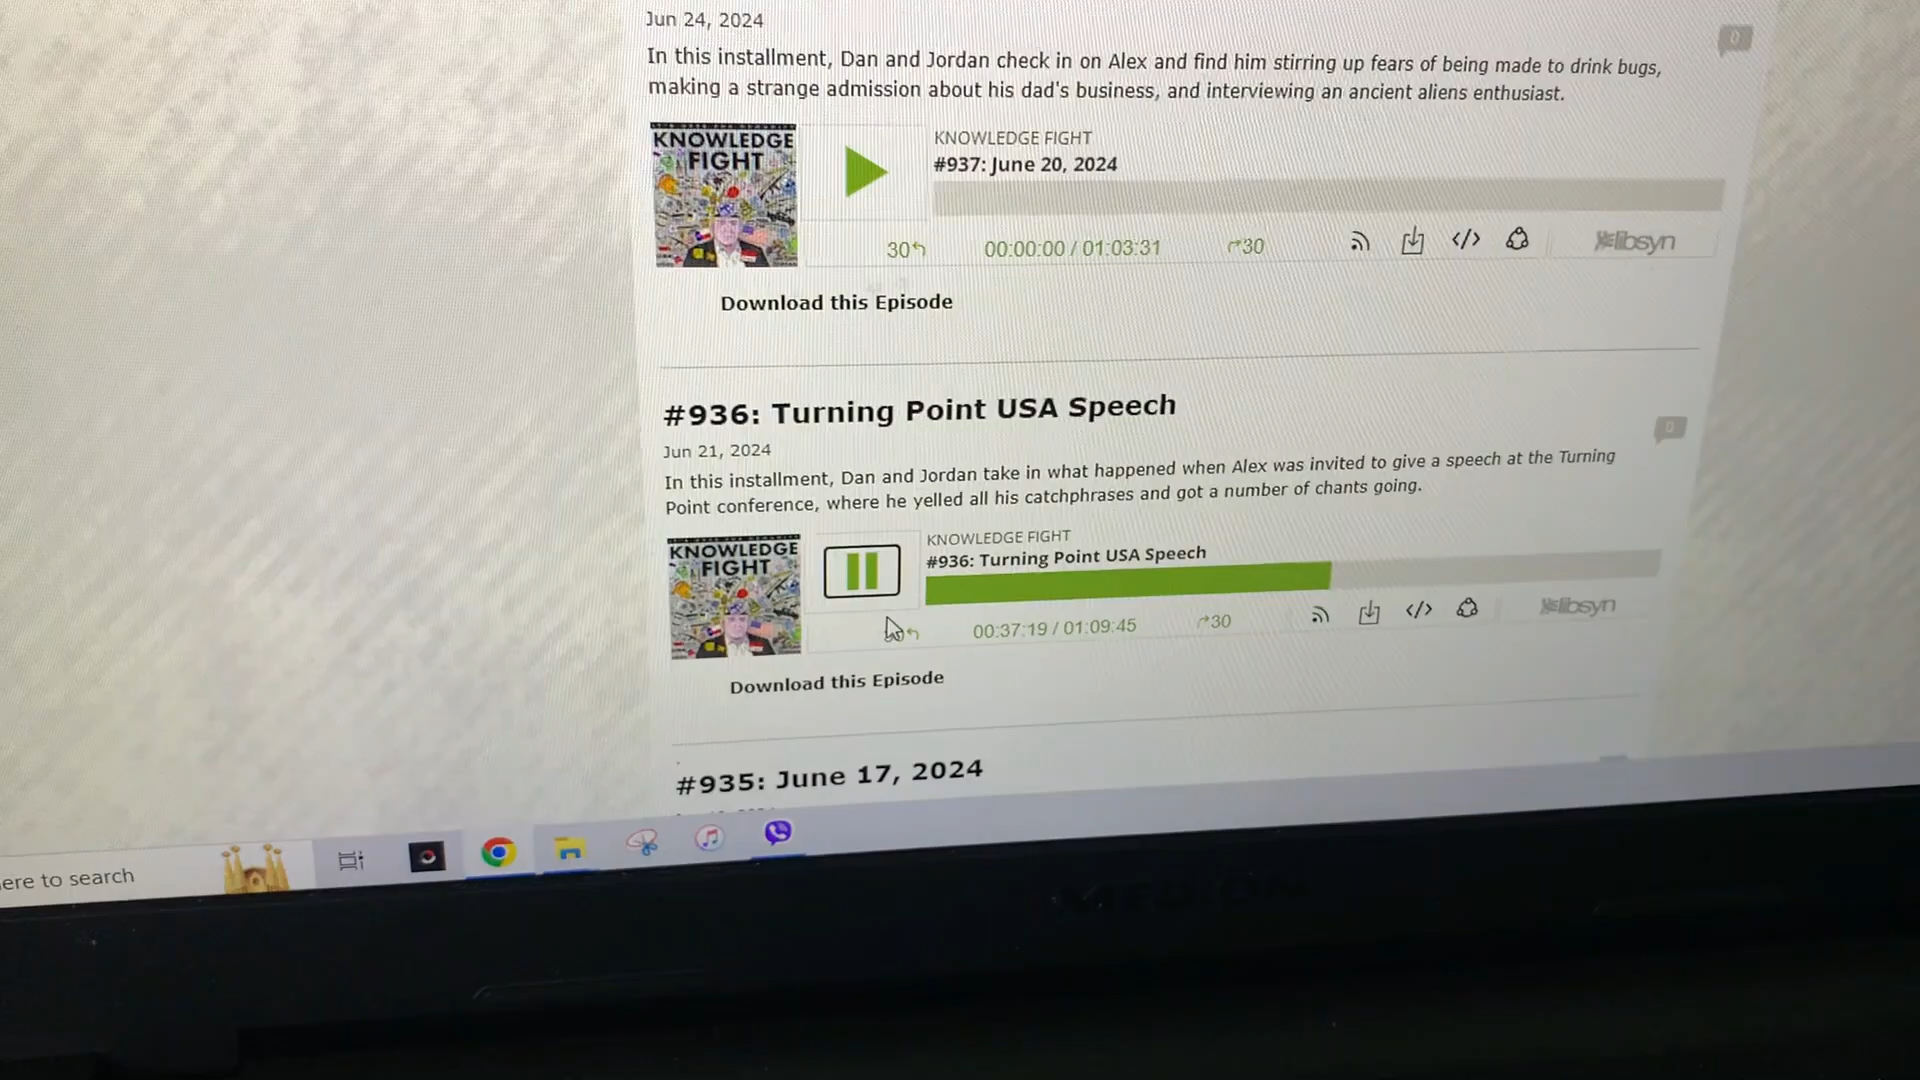 Jun 24, 2024
0
In this installment, Dan and Jordan check in on Alex and find him stirring up fears of being made to drink bugs,
making a strange admission about his dad's business, and interviewing an ancient aliens enthusiast.
KNOWLEDGE
FIGHT
KNOWLEDGE FIGHT
#937: June 20, 2024
30
00:00:00 / 01:03:31
30
</>
libsyn
Download this Episode
#936: Turning Point USA Speech
Jun 21, 2024
0
In this installment, Dan and Jordan take in what happened when Alex was invited to give a speech at the Turning
Point conference, where he yelled all his catchphrases and got a number of chants going.
KNOWLEDGE
FIGHT
KNOWLEDGE FIGHT
#936: Turning Point USA Speech
00:37:19 / 01:09:45
30
</>
libsyn
Download this Episode
#935: June 17, 2024
ere to search
MEDION